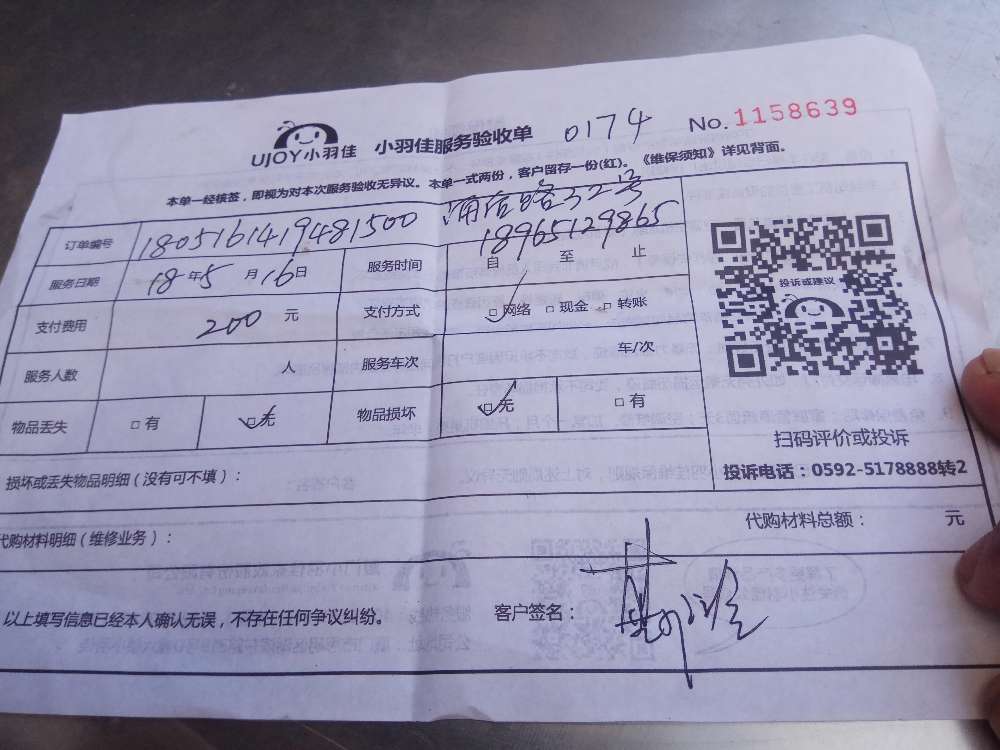 UJOY小羽佳 小羽佳服务验收单 0174 No.1158639
本单一经核签，即视为对本次服务验收无异议。本单一式两份，客户留存一份(红)。《维保须知》详见背面。
订单编号 1805161419481500 路32号
18965129865
服务日期 18年5月16日 服务时间 自 至 止
支付费用 200 元 支付方式 网络 现金 转账
服务人数 人 服务车次 车/次
物品丢失 有 无 物品损坏 无 有
投诉或建议
扫码评价或投诉
投诉电话：0592-5178888转2
损坏或丢失物品明细（没有可不填）：
代购材料总额： 元
代购材料明细（维修业务）：
以上填写信息已经本人确认无误，不存在任何争议纠纷。 客户签名：